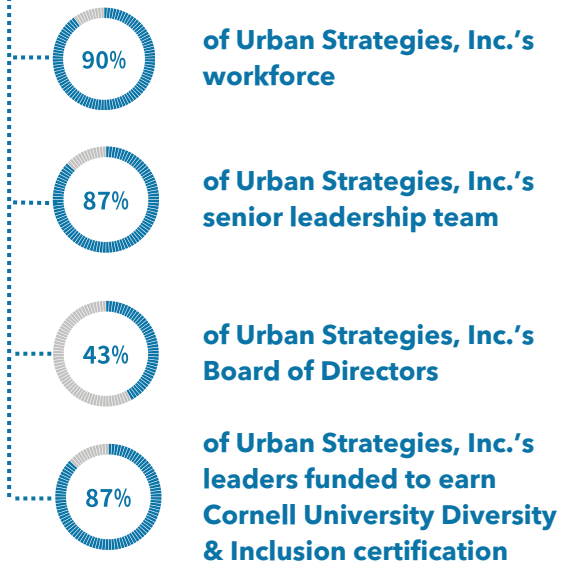 90%
of Urban Strategies, Inc.'s
workforce
87%
of Urban Strategies, Inc.'s
senior leadership team
43%
of Urban Strategies, Inc.'s
Board of Directors
87%
of Urban Strategies, Inc.'s
leaders funded to earn
Cornell University Diversity
& Inclusion certification